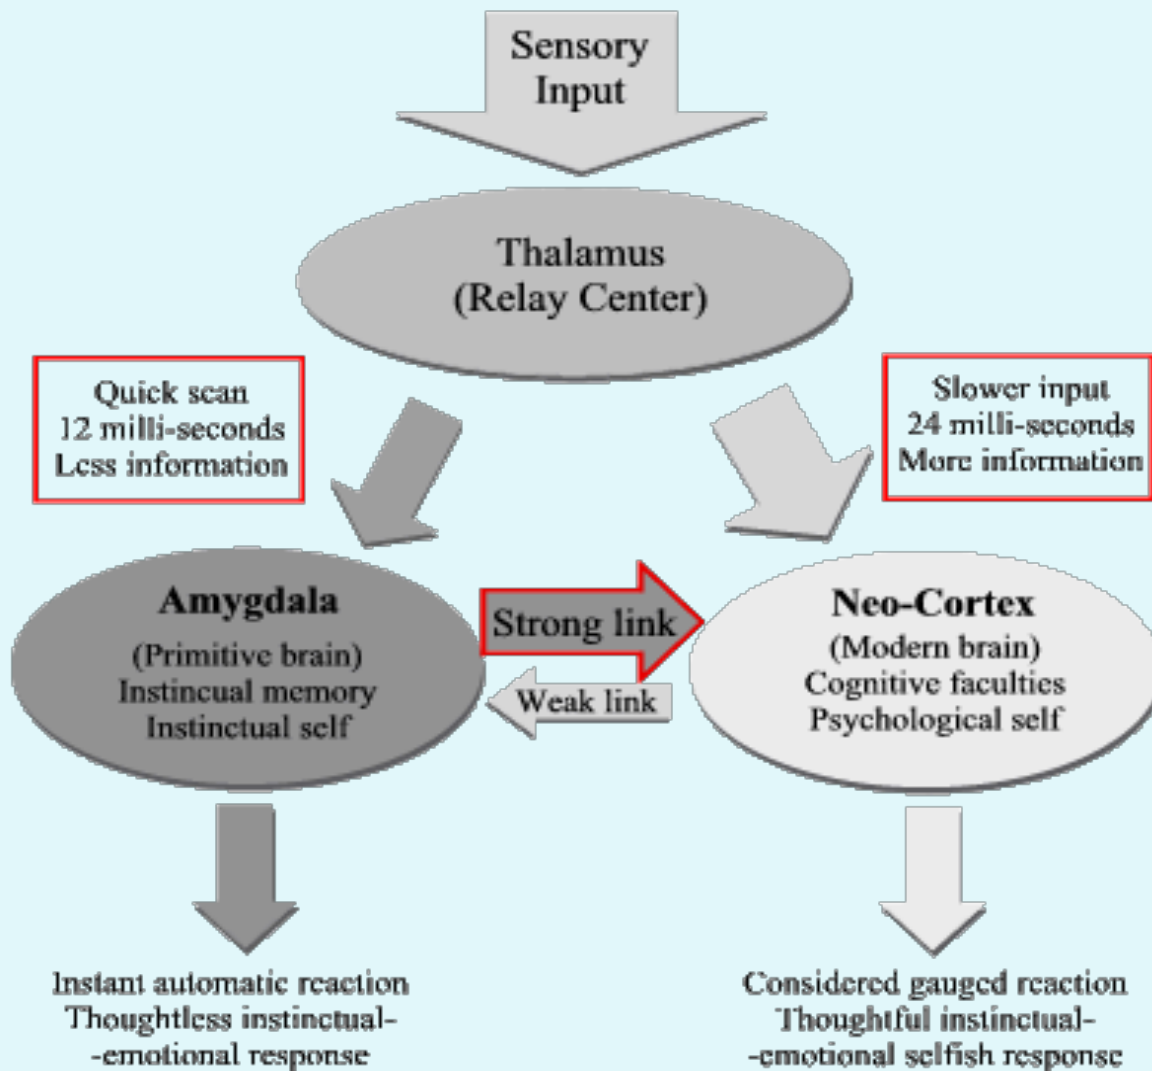 Sensory
Input
Thalamus
(Relay Center)
Quick scan
12 milli-seconds
Less information
Slower input
24 milli-seconds
More information
Amygdala
(Primitive brain)
Instincual memory
Instinctual self
Strong link
Weak link
Neo-Cortex
(Modern brain)
Cognitive faculties
Psychological self
Instant automatic reaction
Thoughtless instinctual-
-emotional response
Considered gauged reaction
Thoughtful instinctual-
-emotional selfish response